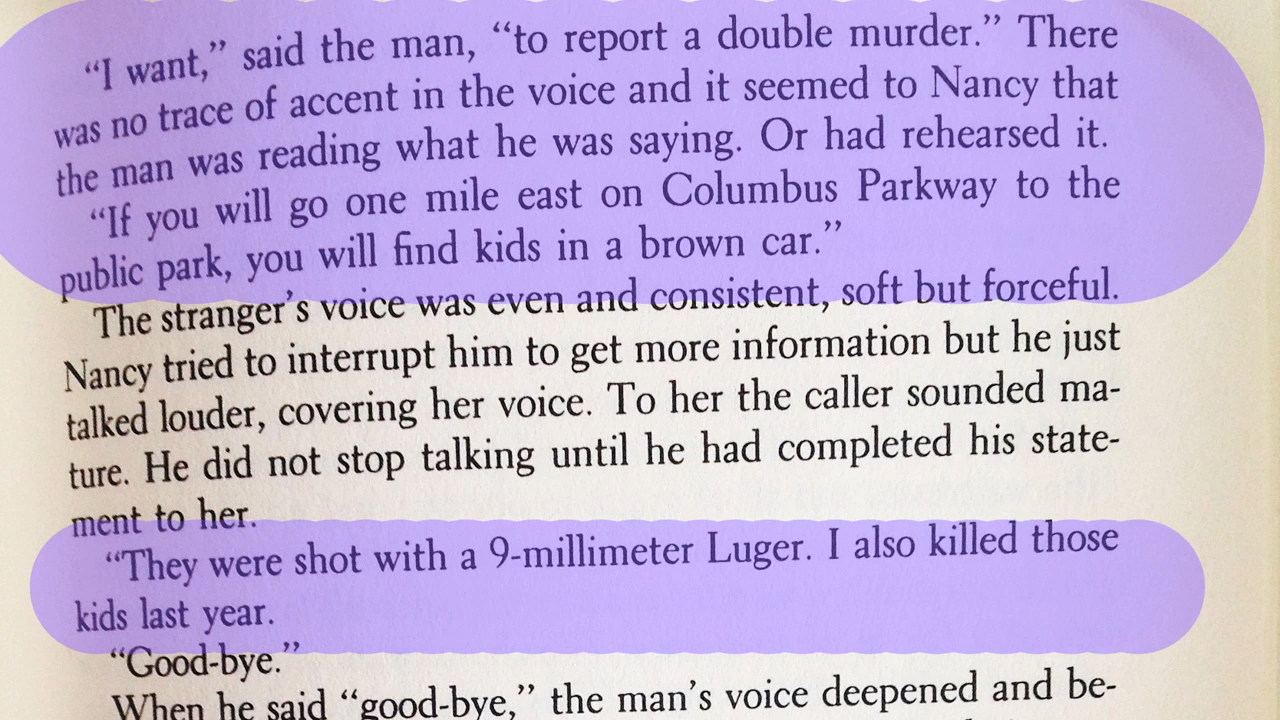 “I want,” said the man, “to report a double murder.” There
was no trace of accent in the voice and it seemed to Nancy that
the man was reading what he was saying. Or had rehearsed it.
“If you will go one mile east on Columbus Parkway to the
public park, you will find kids in a brown car.”
The stranger’s voice was even and consistent, soft but forceful.
Nancy tried to interrupt him to get more information but he just
talked louder, covering her voice. To her the caller sounded ma-
ture. He did not stop talking until he had completed his state-
ment to her.
“They were shot with a 9-millimeter Luger. I also killed those
kids last year.
“Good-bye.”
When he said “good-bye,” the man’s voice deepened and be-